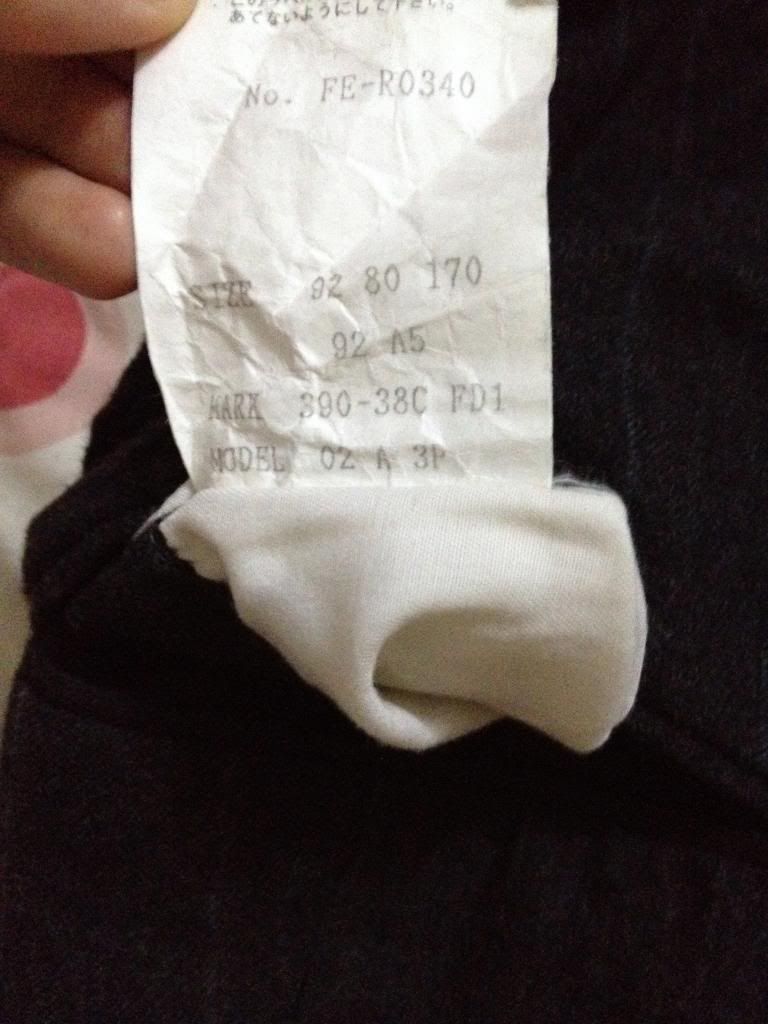 あてないようにして下さい。
No. FE-R0340
SIZE 92 80 170
92 A5
MARK 390-38C FD1
MODEL 02 A 3P